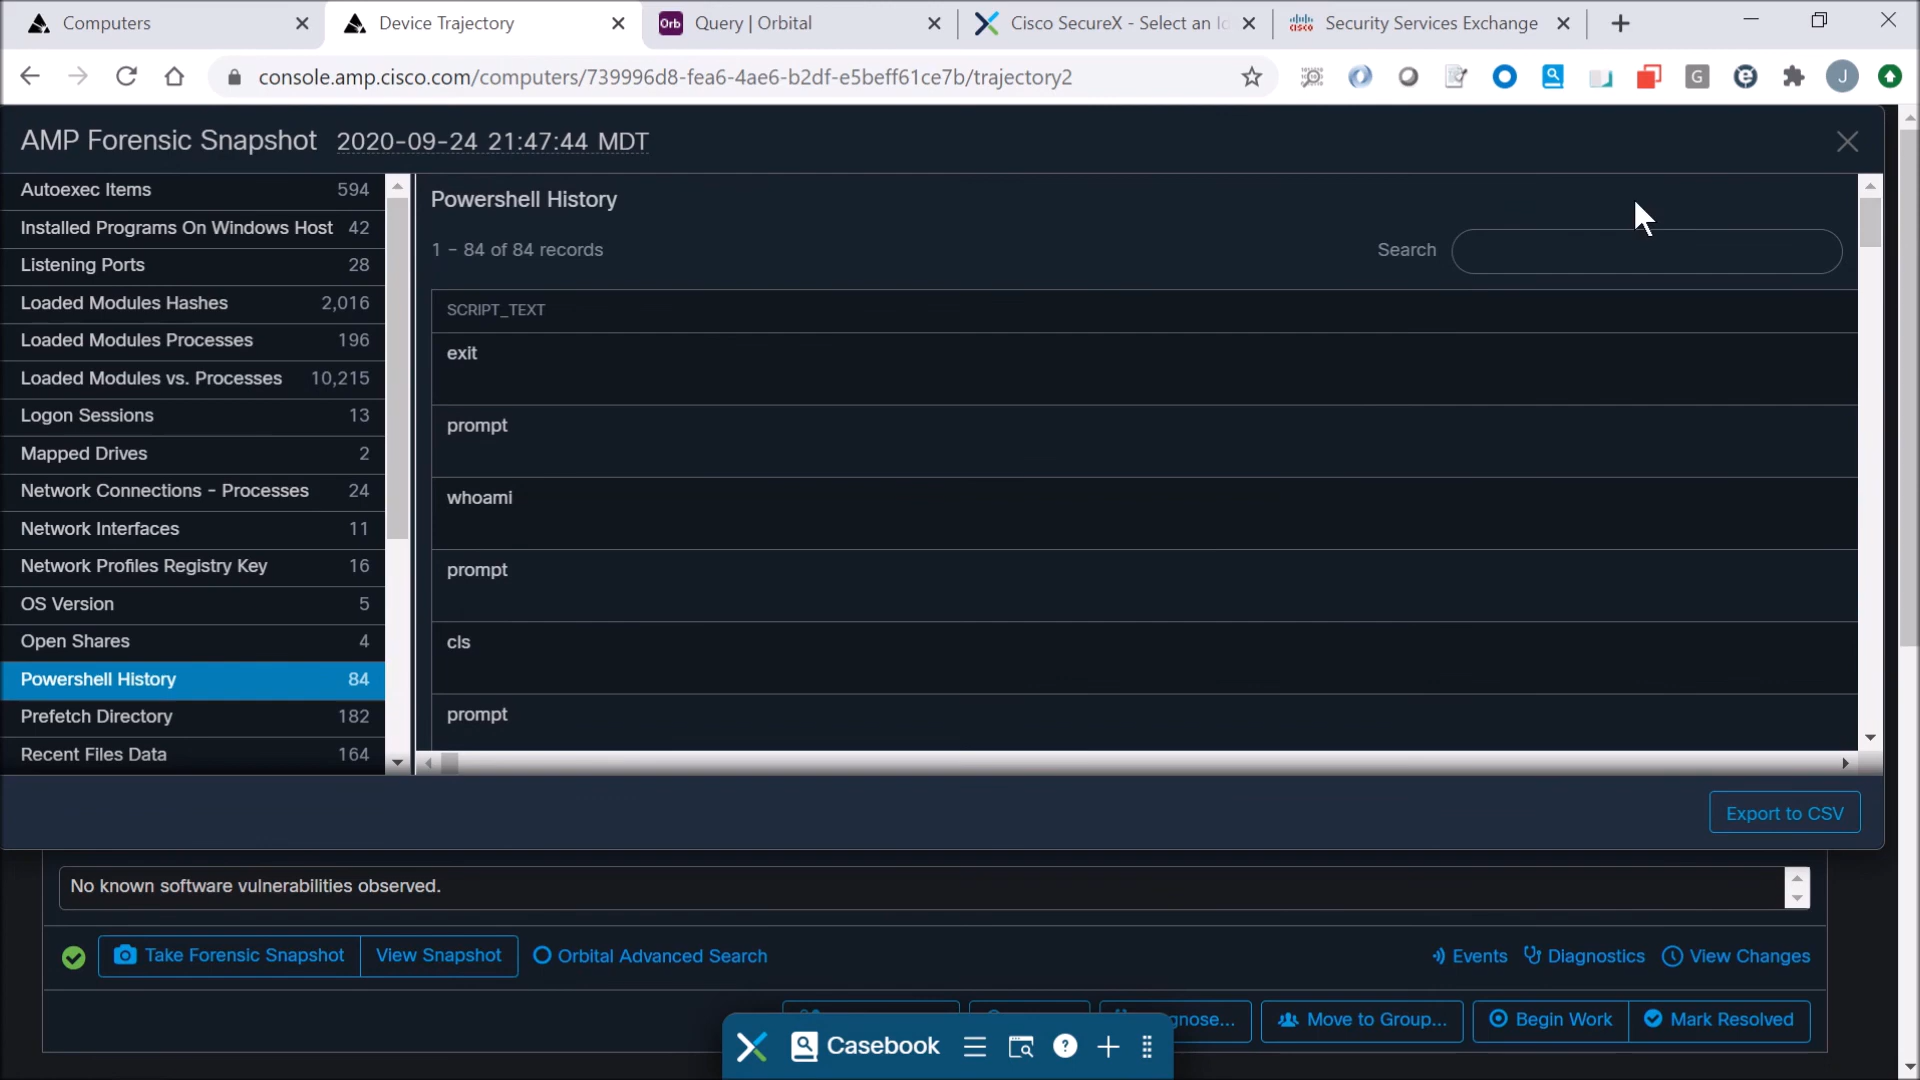 Computers
Device Trajectory
Orb Query | Orbital
Cisco SecureX - Select an Id
cisco Security Services Exchange
console.amp.cisco.com/computers/739996d8-fea6-4ae6-b2df-e5beff61ce7b/trajectory2
G
J
AMP Forensic Snapshot 2020-09-24 21:47:44 MDT
Autoexec Items 594
Installed Programs On Windows Host 42
Listening Ports 28
Loaded Modules Hashes 2,016
Loaded Modules Processes 196
Loaded Modules vs. Processes 10,215
Logon Sessions 13
Mapped Drives 2
Network Connections - Processes 24
Network Interfaces 11
Network Profiles Registry Key 16
OS Version 5
Open Shares 4
Powershell History 84
Prefetch Directory 182
Recent Files Data 164
Powershell History
1 - 84 of 84 records
Search
SCRIPT_TEXT
exit
prompt
whoami
prompt
cls
prompt
Export to CSV
No known software vulnerabilities observed.
Take Forensic Snapshot
View Snapshot
Orbital Advanced Search
Events
Diagnostics
View Changes
gnose...
Move to Group...
Begin Work
Mark Resolved
Casebook
?